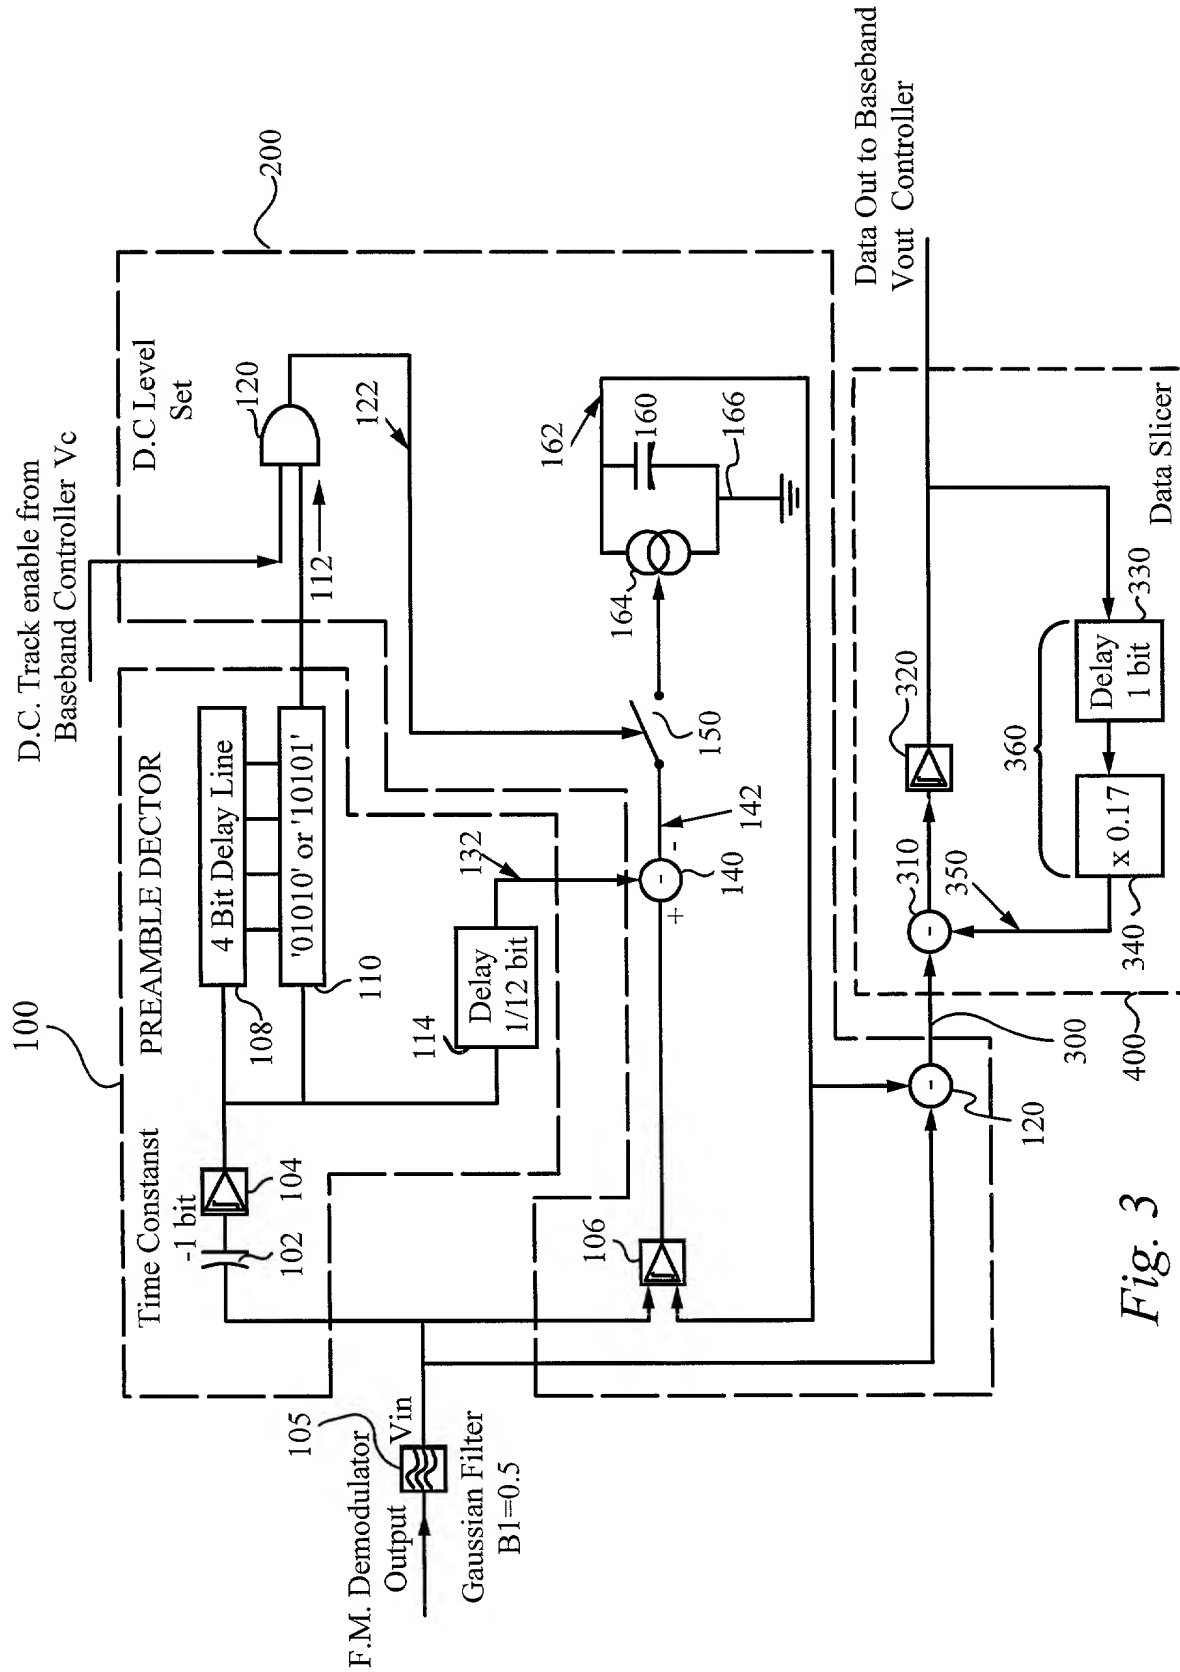 100
Time Constanst
-1 bit
PREAMBLE DECTOR
D.C. Track enable from
Baseband Controller Vc
D.C Level
Set
200
102
104
108
4 Bit Delay Line
'01010' or '10101'
110
112
120
122
114
Delay
1/12 bit
132
F.M. Demodulator
Output
105
Vin
Gaussian Filter
B1=0.5
106
+
-
140
-
142
150
164
162
160
166
120
-
300
400
310
-
350
320
360
340
x 0.17
Delay
1 bit
330
Data Slicer
Data Out to Baseband
Vout Controller
Fig. 3